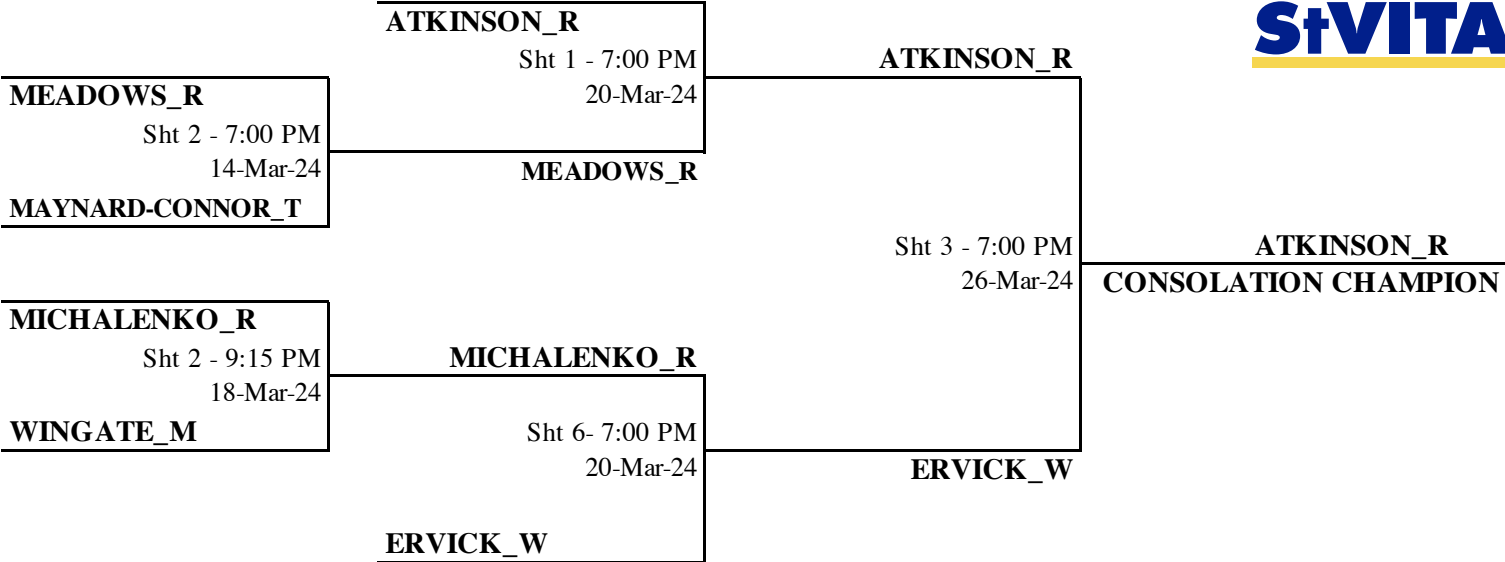 ATKINSON_R
Sht 1 - 7:00 PM
20-Mar-24
ATKINSON_R
StVITA
MEADOWS_R
Sht 2 - 7:00 PM
14-Mar-24
MEADOWS_R
MAYNARD-CONNOR_T
Sht 3 - 7:00 PM
26-Mar-24
ATKINSON_R
CONSOLATION CHAMPION
MICHALENKO_R
Sht 2 - 9:15 PM
18-Mar-24
MICHALENKO_R
WINGATE_M
Sht 6- 7:00 PM
20-Mar-24
ERVICK_W
ERVICK_W